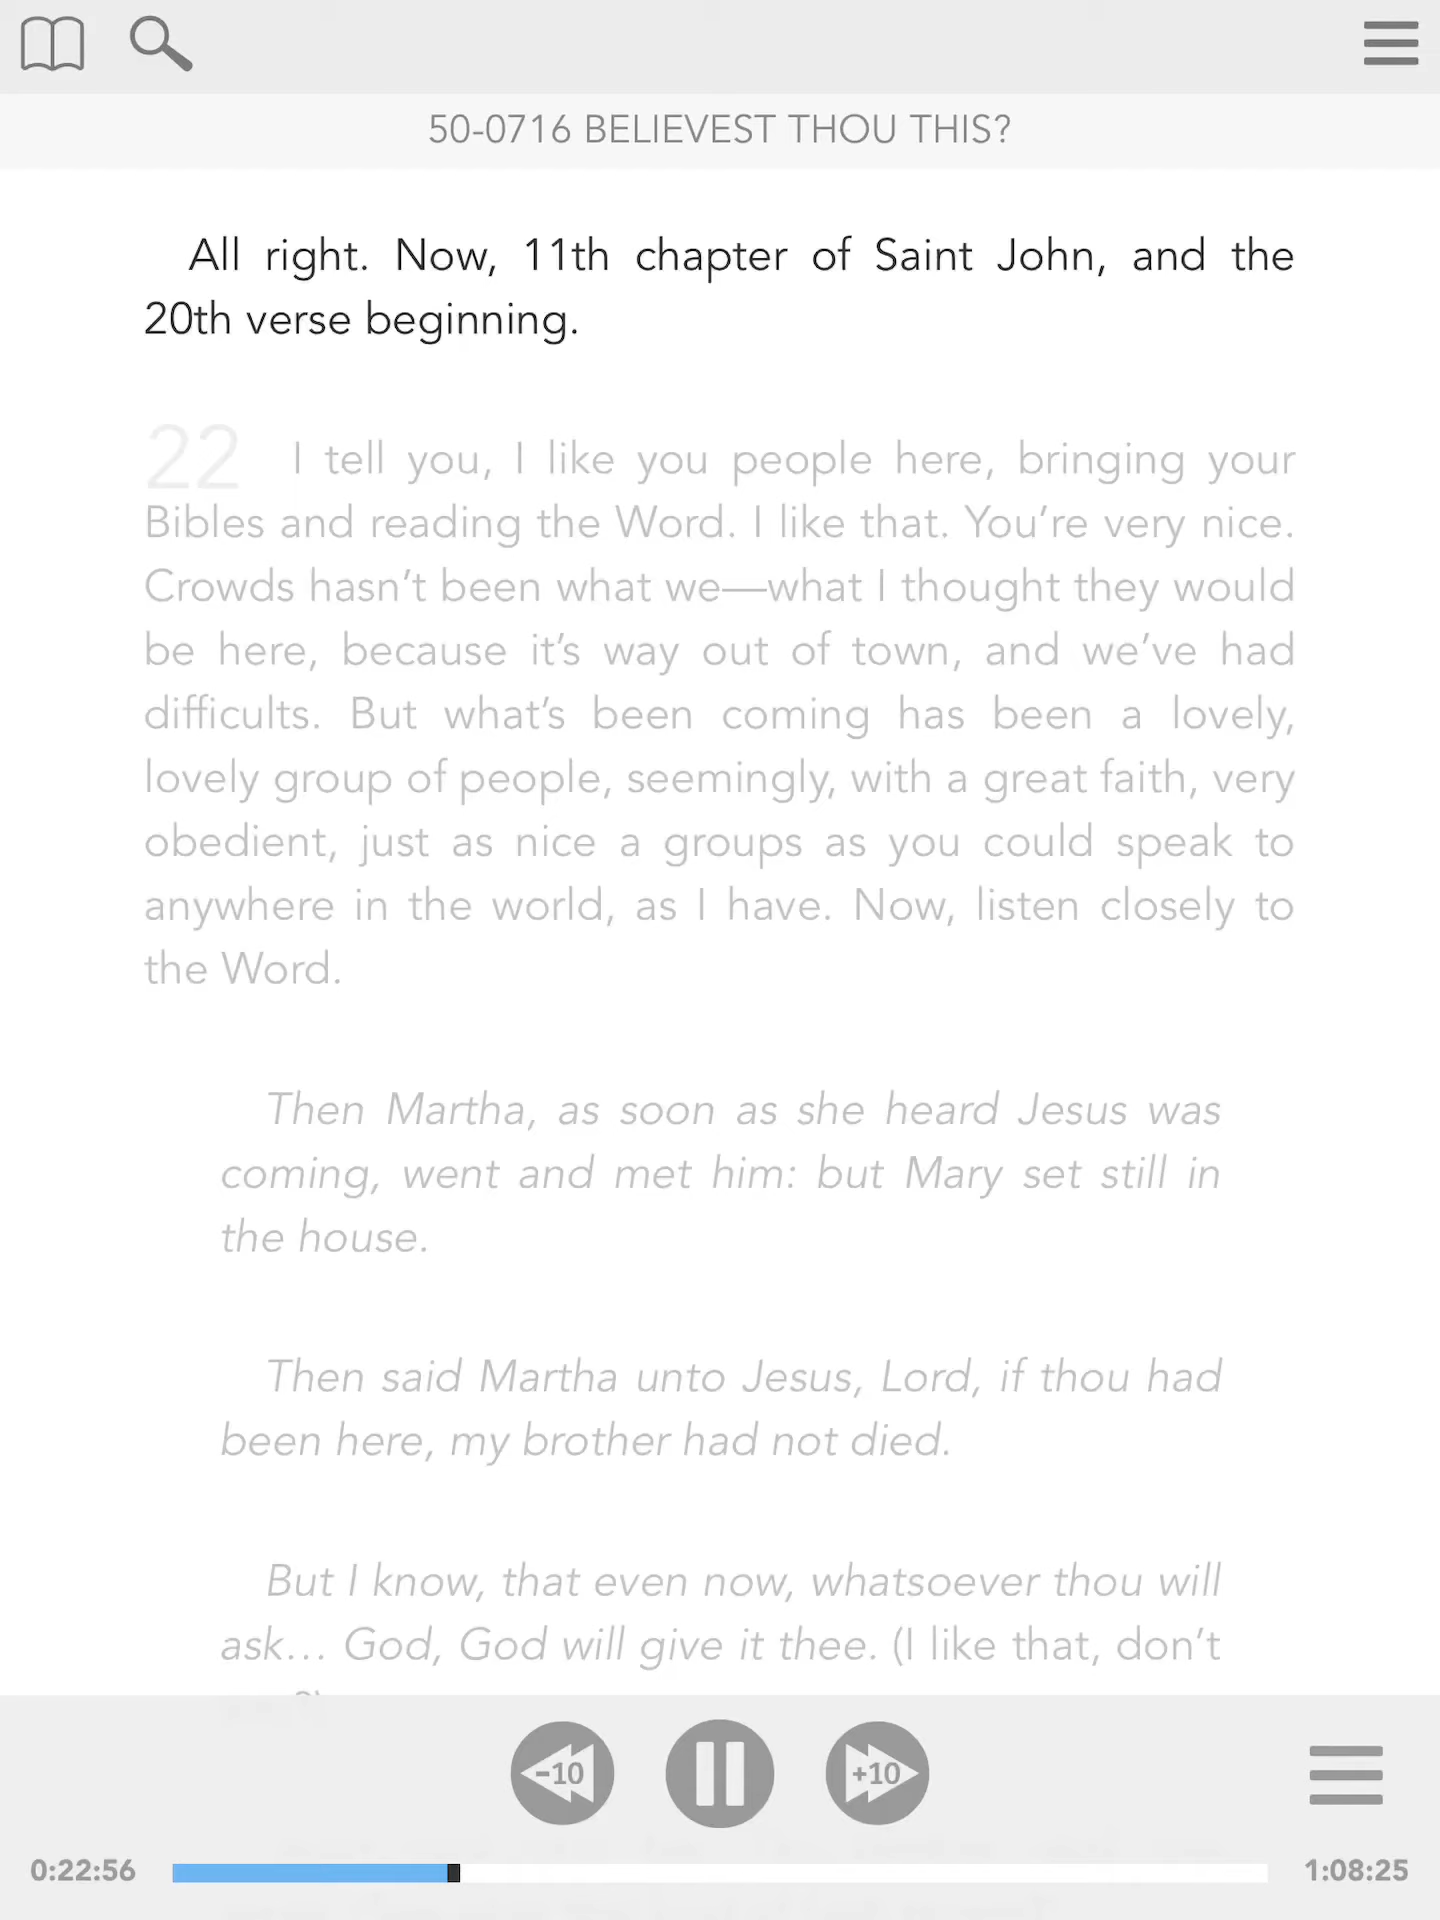 50-0716 BELIEVEST THOU THIS?
All right. Now, 11th chapter of Saint John, and the
20th verse beginning.
22 I tell you, I like you people here, bringing your
Bibles and reading the Word. I like that. You’re very nice.
Crowds hasn’t been what we—what I thought they would
be here, because it’s way out of town, and we’ve had
difficults. But what’s been coming has been a lovely,
lovely group of people, seemingly, with a great faith, very
obedient, just as nice a groups as you could speak to
anywhere in the world, as I have. Now, listen closely to
the Word.
Then Martha, as soon as she heard Jesus was
coming, went and met him: but Mary set still in
the house.
Then said Martha unto Jesus, Lord, if thou had
been here, my brother had not died.
But I know, that even now, whatsoever thou will
ask… God, God will give it thee. (I like that, don’t
-10
+10
0:22:56
1:08:25